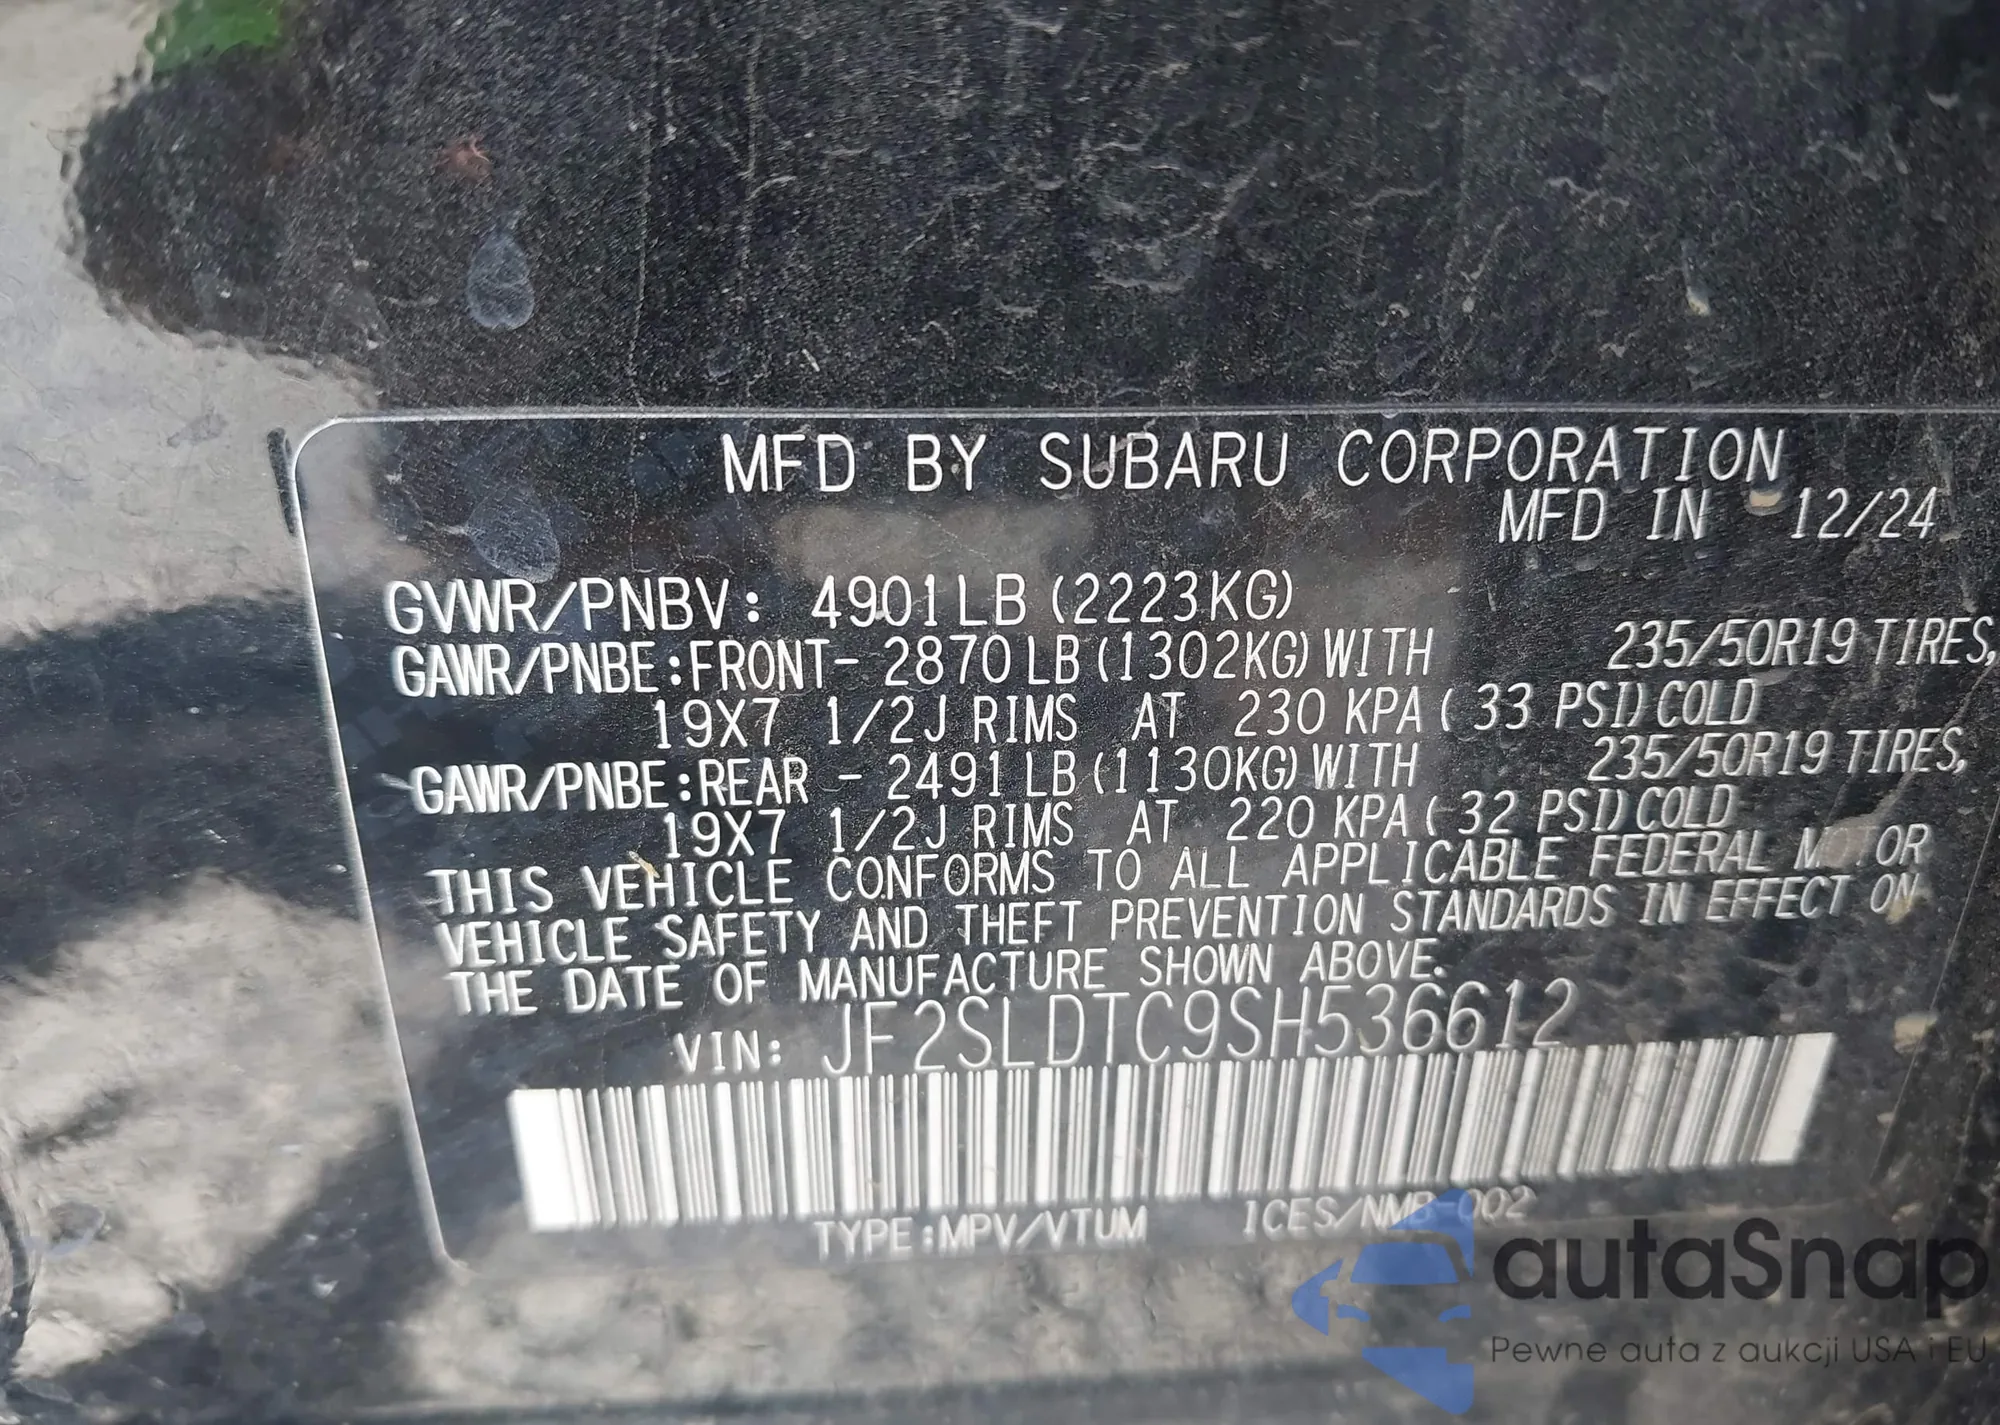 MFD BY SUBARU CORPORATION
MFD IN 12/24
GVWR/PNBV: 4901LB (2223KG)
GAWR/PNBE:FRONT- 2870LB(1302KG)WITH 235/50R19 TIRES,
19X7 1/2J RIMS AT 230 KPA( 33 PSI)COLD
GAWR/PNBE:REAR - 2491LB(1130KG)WITH 235/50R19 TIRES,
19X7 1/2J RIMS AT 220 KPA( 32 PSI)COLD
THIS VEHICLE CONFORMS TO ALL APPLICABLE FEDERAL MOTOR
VEHICLE SAFETY AND THEFT PREVENTION STANDARDS IN EFFECT ON
THE DATE OF MANUFACTURE SHOWN ABOVE.
VIN: JF2SLDTC9SH536612
TYPE:MPV/VTUM ICES/NMB-002
autaSnap
Pewne auta z aukcji USA i EU